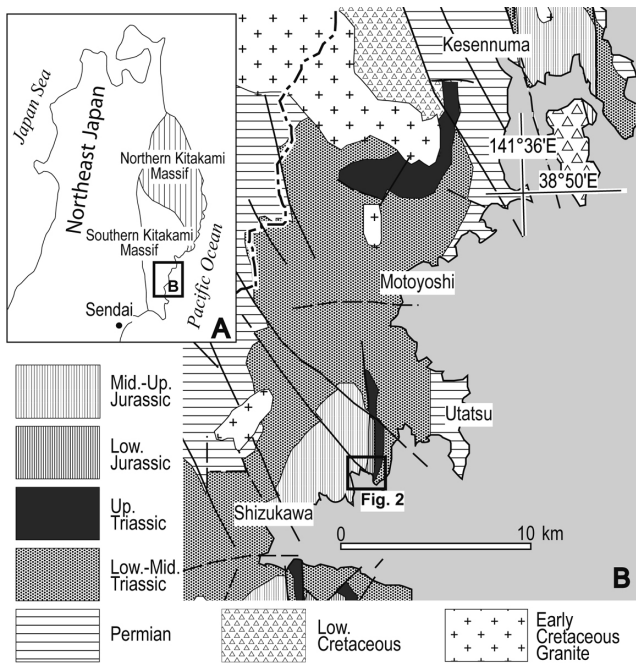 Japan Sea
Northeast Japan
Northern Kitakami
Massif
Southern Kitakami
Massif
Pacific Ocean
B
Sendai
A
Kesennuma
141°36'E
38°50'E
Motoyoshi
Utatsu
Fig. 2
Shizukawa
0 10 km
B
Mid.-Up.
Jurassic
Low.
Jurassic
Up.
Triassic
Low.-Mid.
Triassic
Permian
Low.
Cretaceous
Early
Cretaceous
Granite